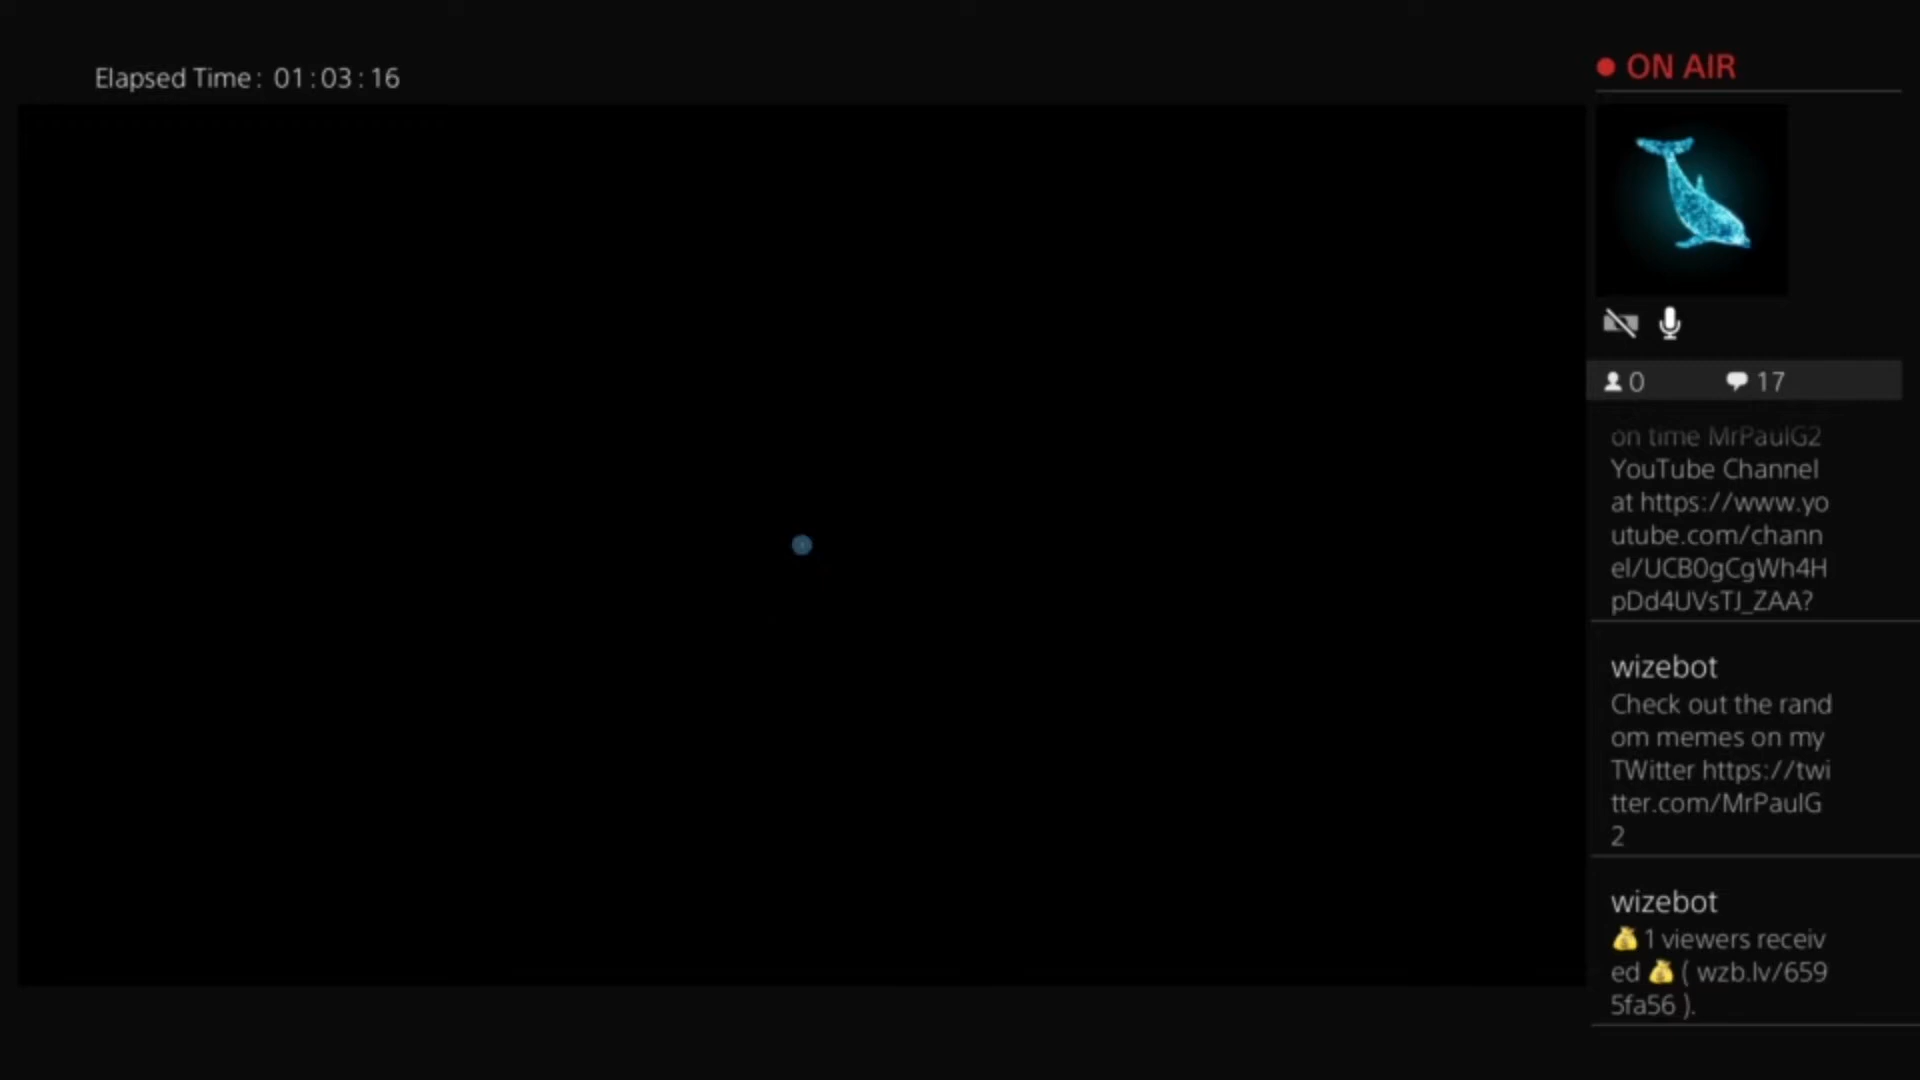 Elapsed Time: 01:03:16
ON AIR
0 17
on time MrPaulG2
YouTube Channel
at https://www.yo
utube.com/chann
el/UCB0gCgWh4H
pDd4UVsTJ_ZAA?
wizebot
Check out the rand
om memes on my
TWitter https://twi
tter.com/MrPaulG
2
wizebot
💰 1 viewers receiv
ed 💰 ( wzb.lv/659
5fa56 ).